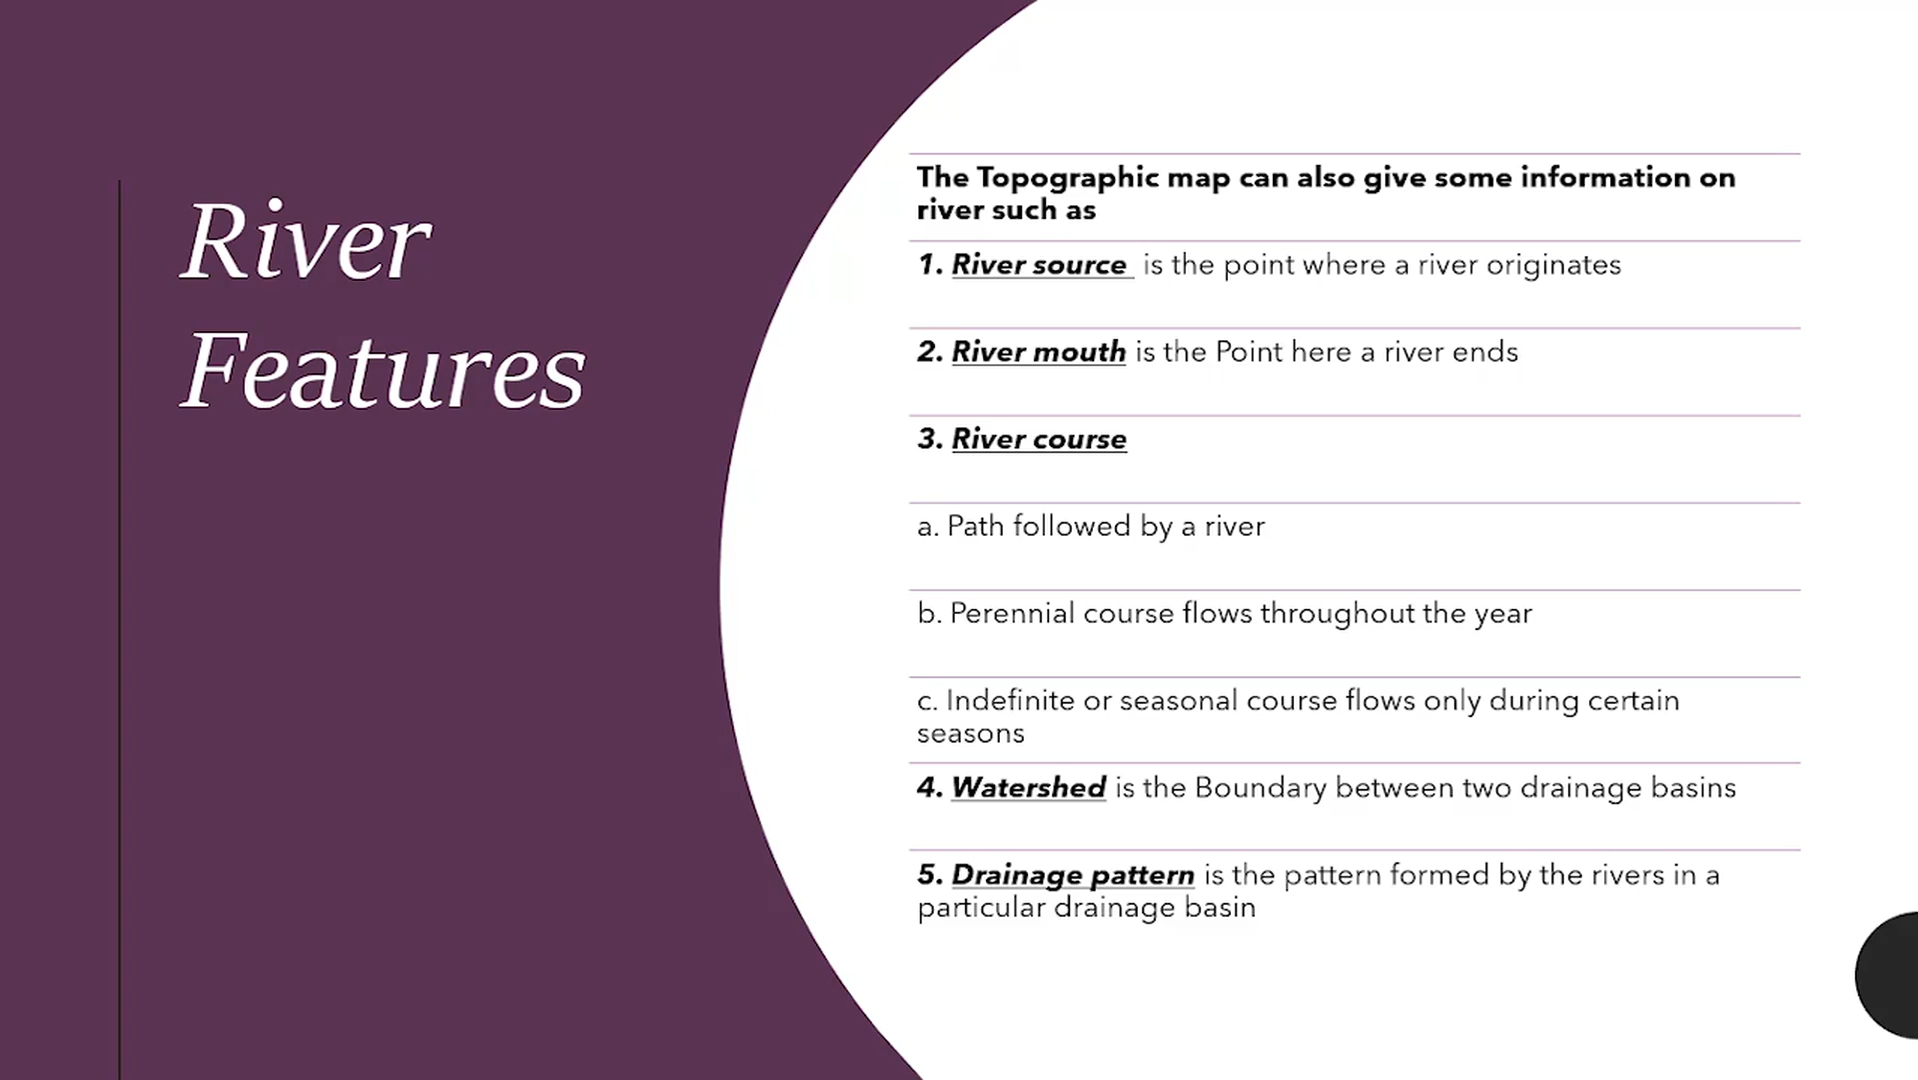 River
Features
The Topographic map can also give some information on
river such as
1. River source is the point where a river originates
2. River mouth is the Point here a river ends
3. River course
a. Path followed by a river
b. Perennial course flows throughout the year
c. Indefinite or seasonal course flows only during certain
seasons
4. Watershed is the Boundary between two drainage basins
5. Drainage pattern is the pattern formed by the rivers in a
particular drainage basin